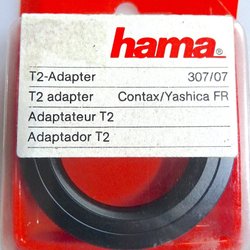 hama
T2-Adapter 307/07
T2 adapter Contax/Yashica FR
Adaptateur T2
Adaptador T2